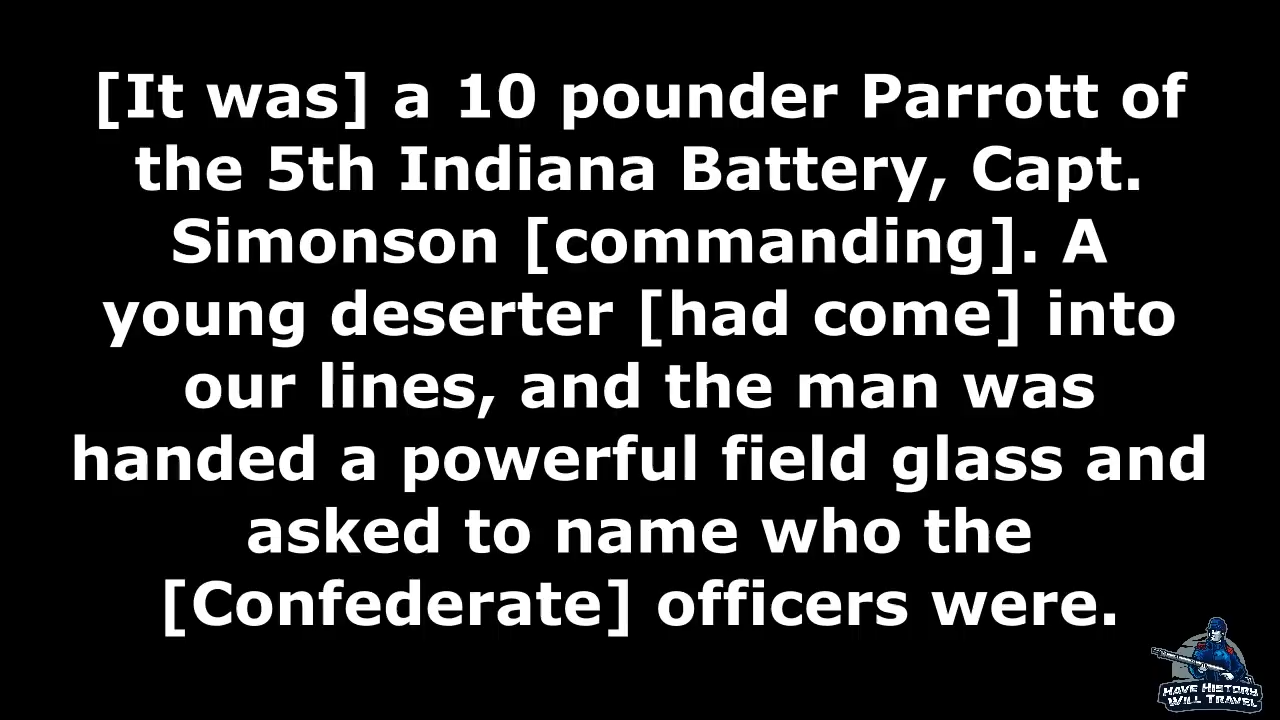 [It was] a 10 pounder Parrott of
the 5th Indiana Battery, Capt.
Simonson [commanding]. A
young deserter [had come] into
our lines, and the man was
handed a powerful field glass and
asked to name who the
[Confederate] officers were.
HAVE HISTORY
WILL TRAVEL